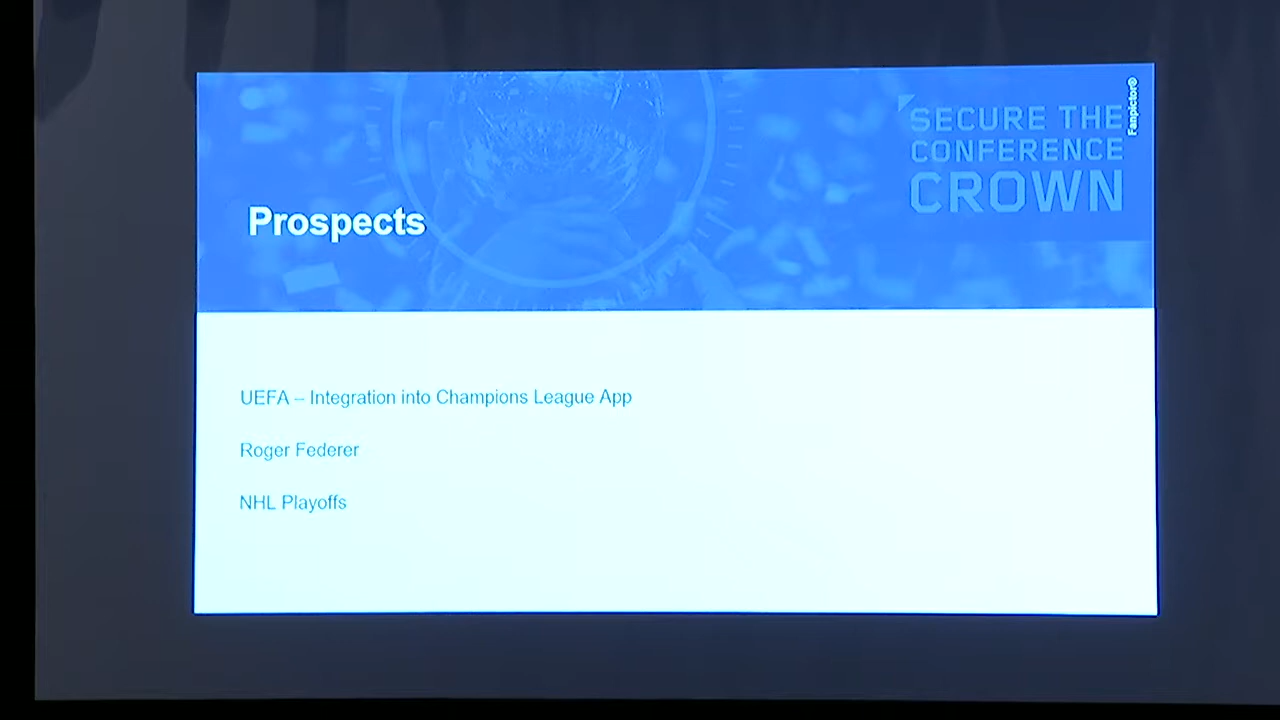 SECURE THE
CONFERENCE
CROWN
Fanpictor®
Prospects
UEFA – Integration into Champions League App
Roger Federer
NHL Playoffs